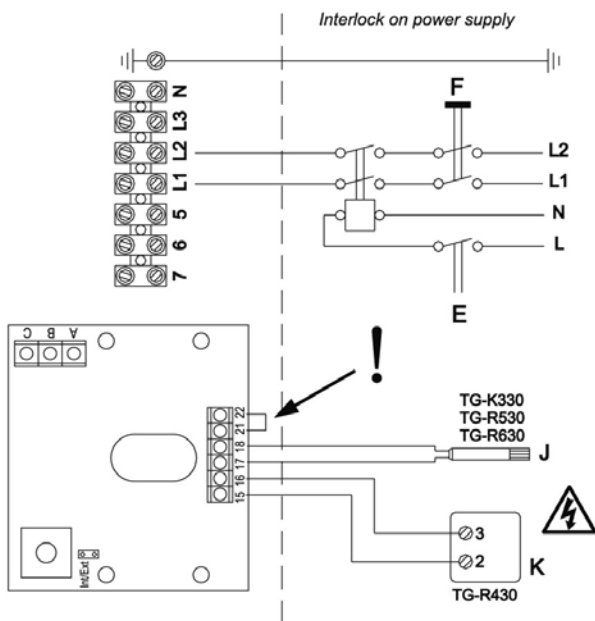 Interlock on power supply
N
L3
L2
L1
5
6
7
F
L2
L1
N
L
E
C B A
!
22
21
18
17
16
15
Int/Ext
TG-K330
TG-R530
TG-R630
J
3
2
K
TG-R430